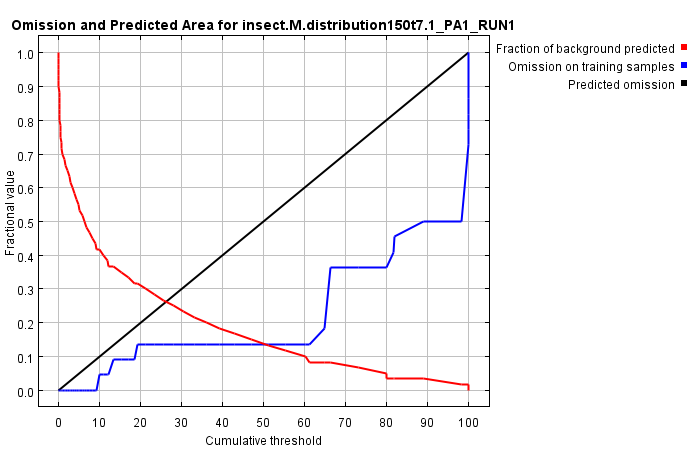 Omission and Predicted Area for insect.M.distribution150t7.1_PA1_RUN1
Fraction of background predicted
Omission on training samples
Predicted omission
1.0
0.9
0.8
0.7
0.6
0.5
0.4
0.3
0.2
0.1
0.0
Fractional value
0 10 20 30 40 50 60 70 80 90 100
Cumulative threshold